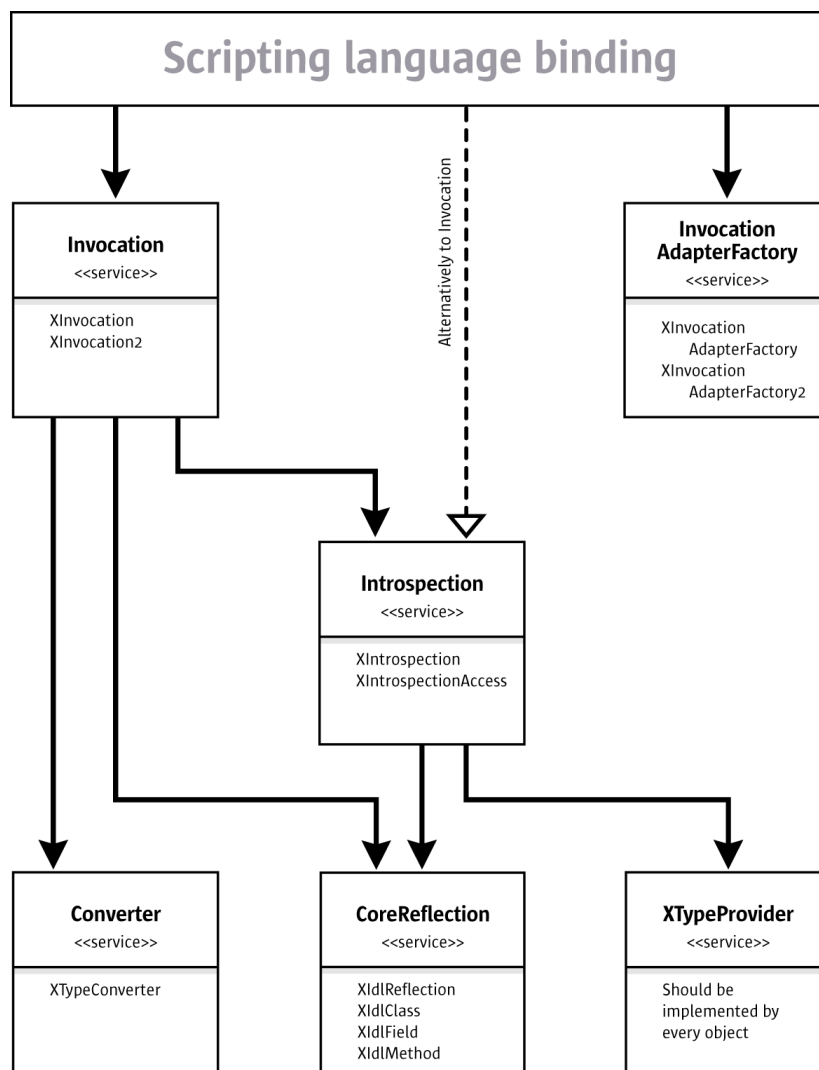 Scripting language binding
Alternatively to Invocation
Invocation
<<service>>
XInvocation
XInvocation2
Invocation
AdapterFactory
<<service>>
XInvocation
AdapterFactory
XInvocation
AdapterFactory2
Introspection
<<service>>
XIntrospection
XIntrospectionAccess
Converter
<<service>>
XTypeConverter
CoreReflection
<<service>>
XIdlReflection
XIdlClass
XIdlField
XIdlMethod
XTypeProvider
<<service>>
Should be
implemented by
every object